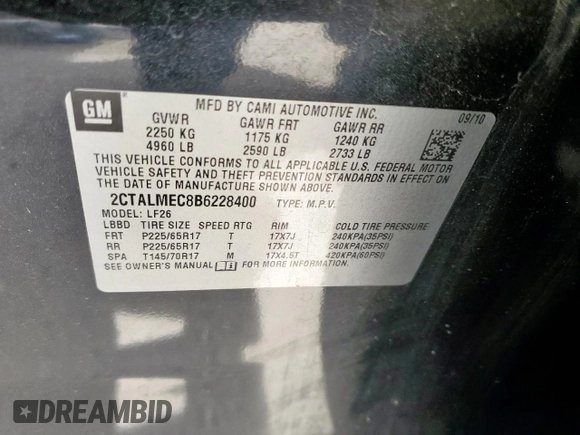 GM
MFD BY CAMI AUTOMOTIVE INC.
09/10
GVWR GAWR FRT GAWR RR
2250 KG 1175 KG 1240 KG
4960 LB 2590 LB 2733 LB
THIS VEHICLE CONFORMS TO ALL APPLICABLE U.S. FEDERAL MOTOR
VEHICLE SAFETY AND THEFT PREVENTION STANDARDS IN EFFECT ON THE
DATE OF MANUFACTURE SHOWN ABOVE.
2CTALMEC8B6228400 TYPE: M.P.V.
MODEL: LF26
LBBD TIRE SIZE SPEED RTG RIM COLD TIRE PRESSURE
FRT P225/65R17 T 17X7J 240KPA(35PSI)
RR P225/65R17 T 17X7J 240KPA(35PSI)
SPA T145/70R17 M 17X4.5T 420KPA(60PSI)
SEE OWNER'S MANUAL FOR MORE INFORMATION.
DREAMBID